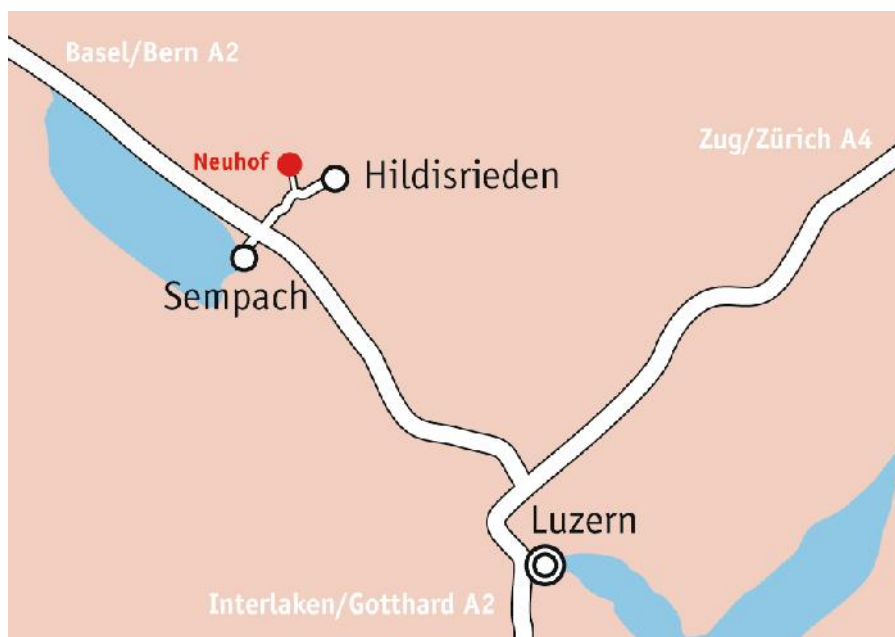 Basel/Bern A2
Zug/Zürich A4
Neuhof
Hildisrieden
Sempach
Luzern
Interlaken/Gotthard A2